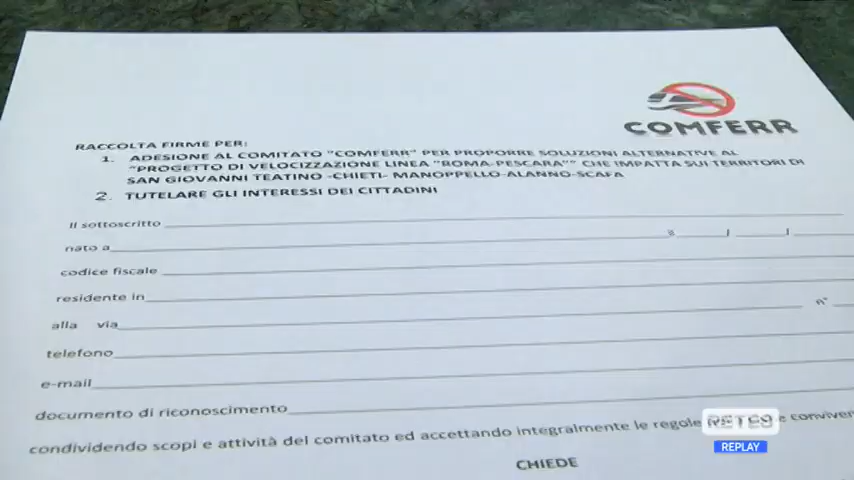 COMFERR
RACCOLTA FIRME PER:
1. ADESIONE AL COMITATO "COMFERR" PER PROPORRE SOLUZIONI ALTERNATIVE AL
"PROGETTO DI VELOCIZZAZIONE LINEA "ROMA-PESCARA"" CHE IMPATTA SUI TERRITORI DI
SAN GIOVANNI TEATINO -CHIETI- MANOPPELLO-ALANNO-SCAFA
2. TUTELARE GLI INTERESSI DEI CITTADINI
Il sottoscritto
nato a / /
codice fiscale
residente in
alla via n°
telefono
e-mail
documento di riconoscimento
condividendo scopi e attività del comitato ed accettando integralmente le regole e
CHIEDE
RETE8
REPLAY